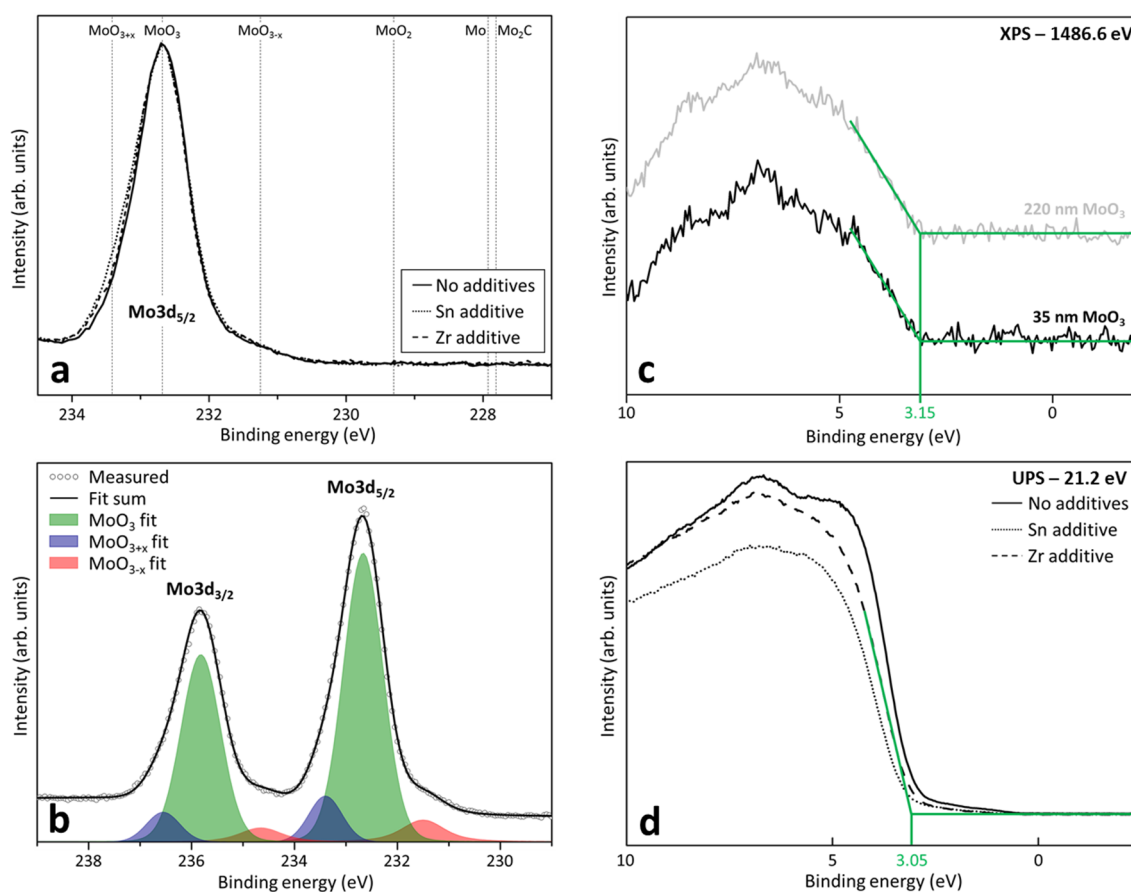 MoO3+x MoO3 MoO3-x MoO2 Mo Mo2C
Intensity (arb. units)
Mo3d5/2
No additives
Sn additive
Zr additive
a
234 232 230 228
Binding energy (eV)
XPS – 1486.6 eV
Intensity (arb. units)
220 nm MoO3
35 nm MoO3
c
10 5 3.15 0
Binding energy (eV)
Measured
Fit sum
MoO3 fit
MoO3+x fit
MoO3-x fit
Mo3d5/2
Mo3d3/2
Intensity (arb. units)
b
238 236 234 232 230
Binding energy (eV)
UPS – 21.2 eV
No additives
Sn additive
Zr additive
Intensity (arb. units)
d
10 5 3.05 0
Binding energy (eV)